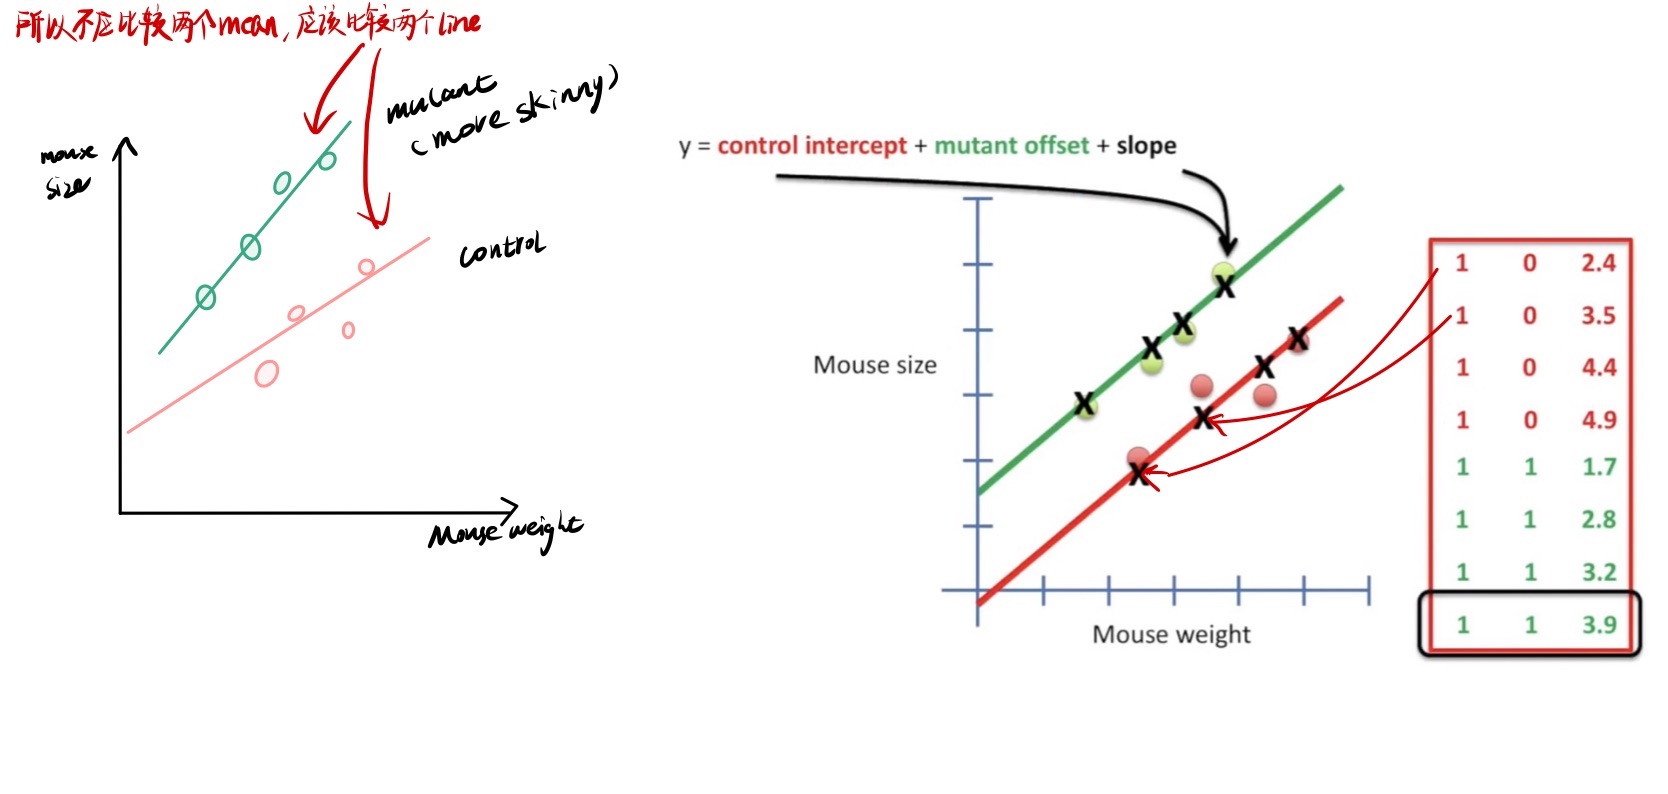 所以不应比较两个mean,应该比较两个line
mutant
(more skinny)
mouse
size
control
Mouse weight
y = control intercept + mutant offset + slope
Mouse size
Mouse weight
1 0 2.4
1 0 3.5
1 0 4.4
1 0 4.9
1 1 1.7
1 1 2.8
1 1 3.2
1 1 3.9
X
X
X
X
X
X
X
X